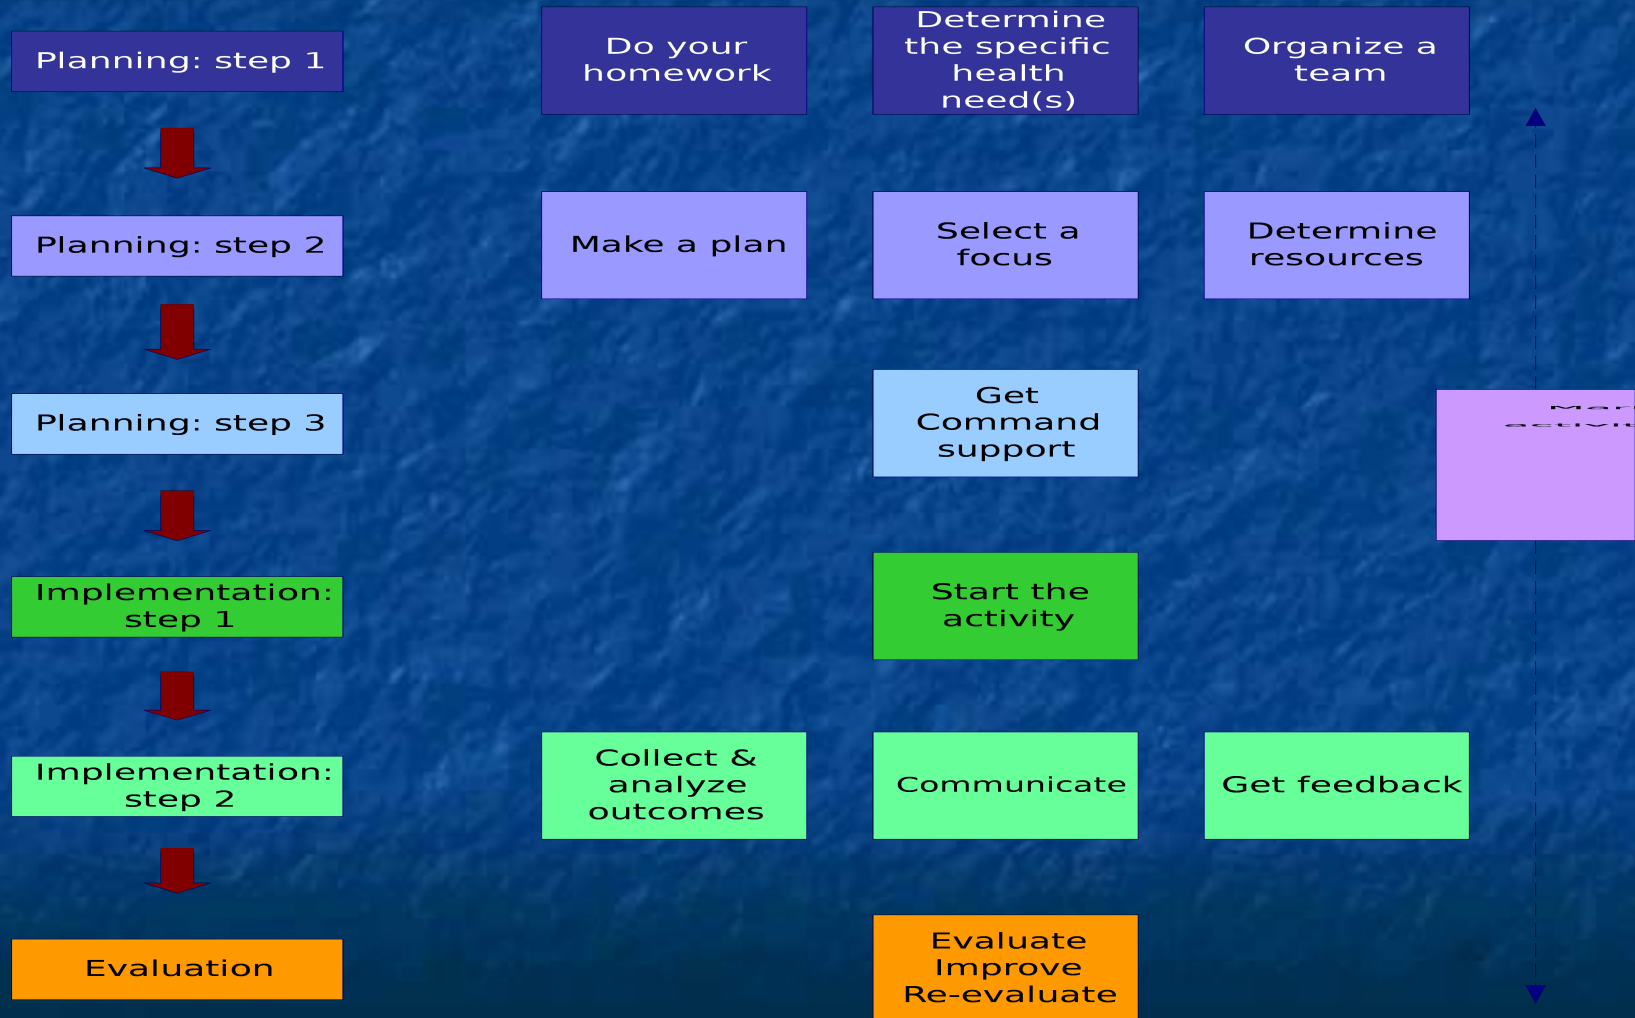 Planning: step 1
Do your
homework
Determine
the specific
health
need(s)
Organize a
team
Planning: step 2
Make a plan
Select a
focus
Determine
resources
Planning: step 3
Get
Command
support
Implementation:
step 1
Start the
activity
Implementation:
step 2
Collect &
analyze
outcomes
Communicate
Get feedback
Evaluation
Evaluate
Improve
Re-evaluate